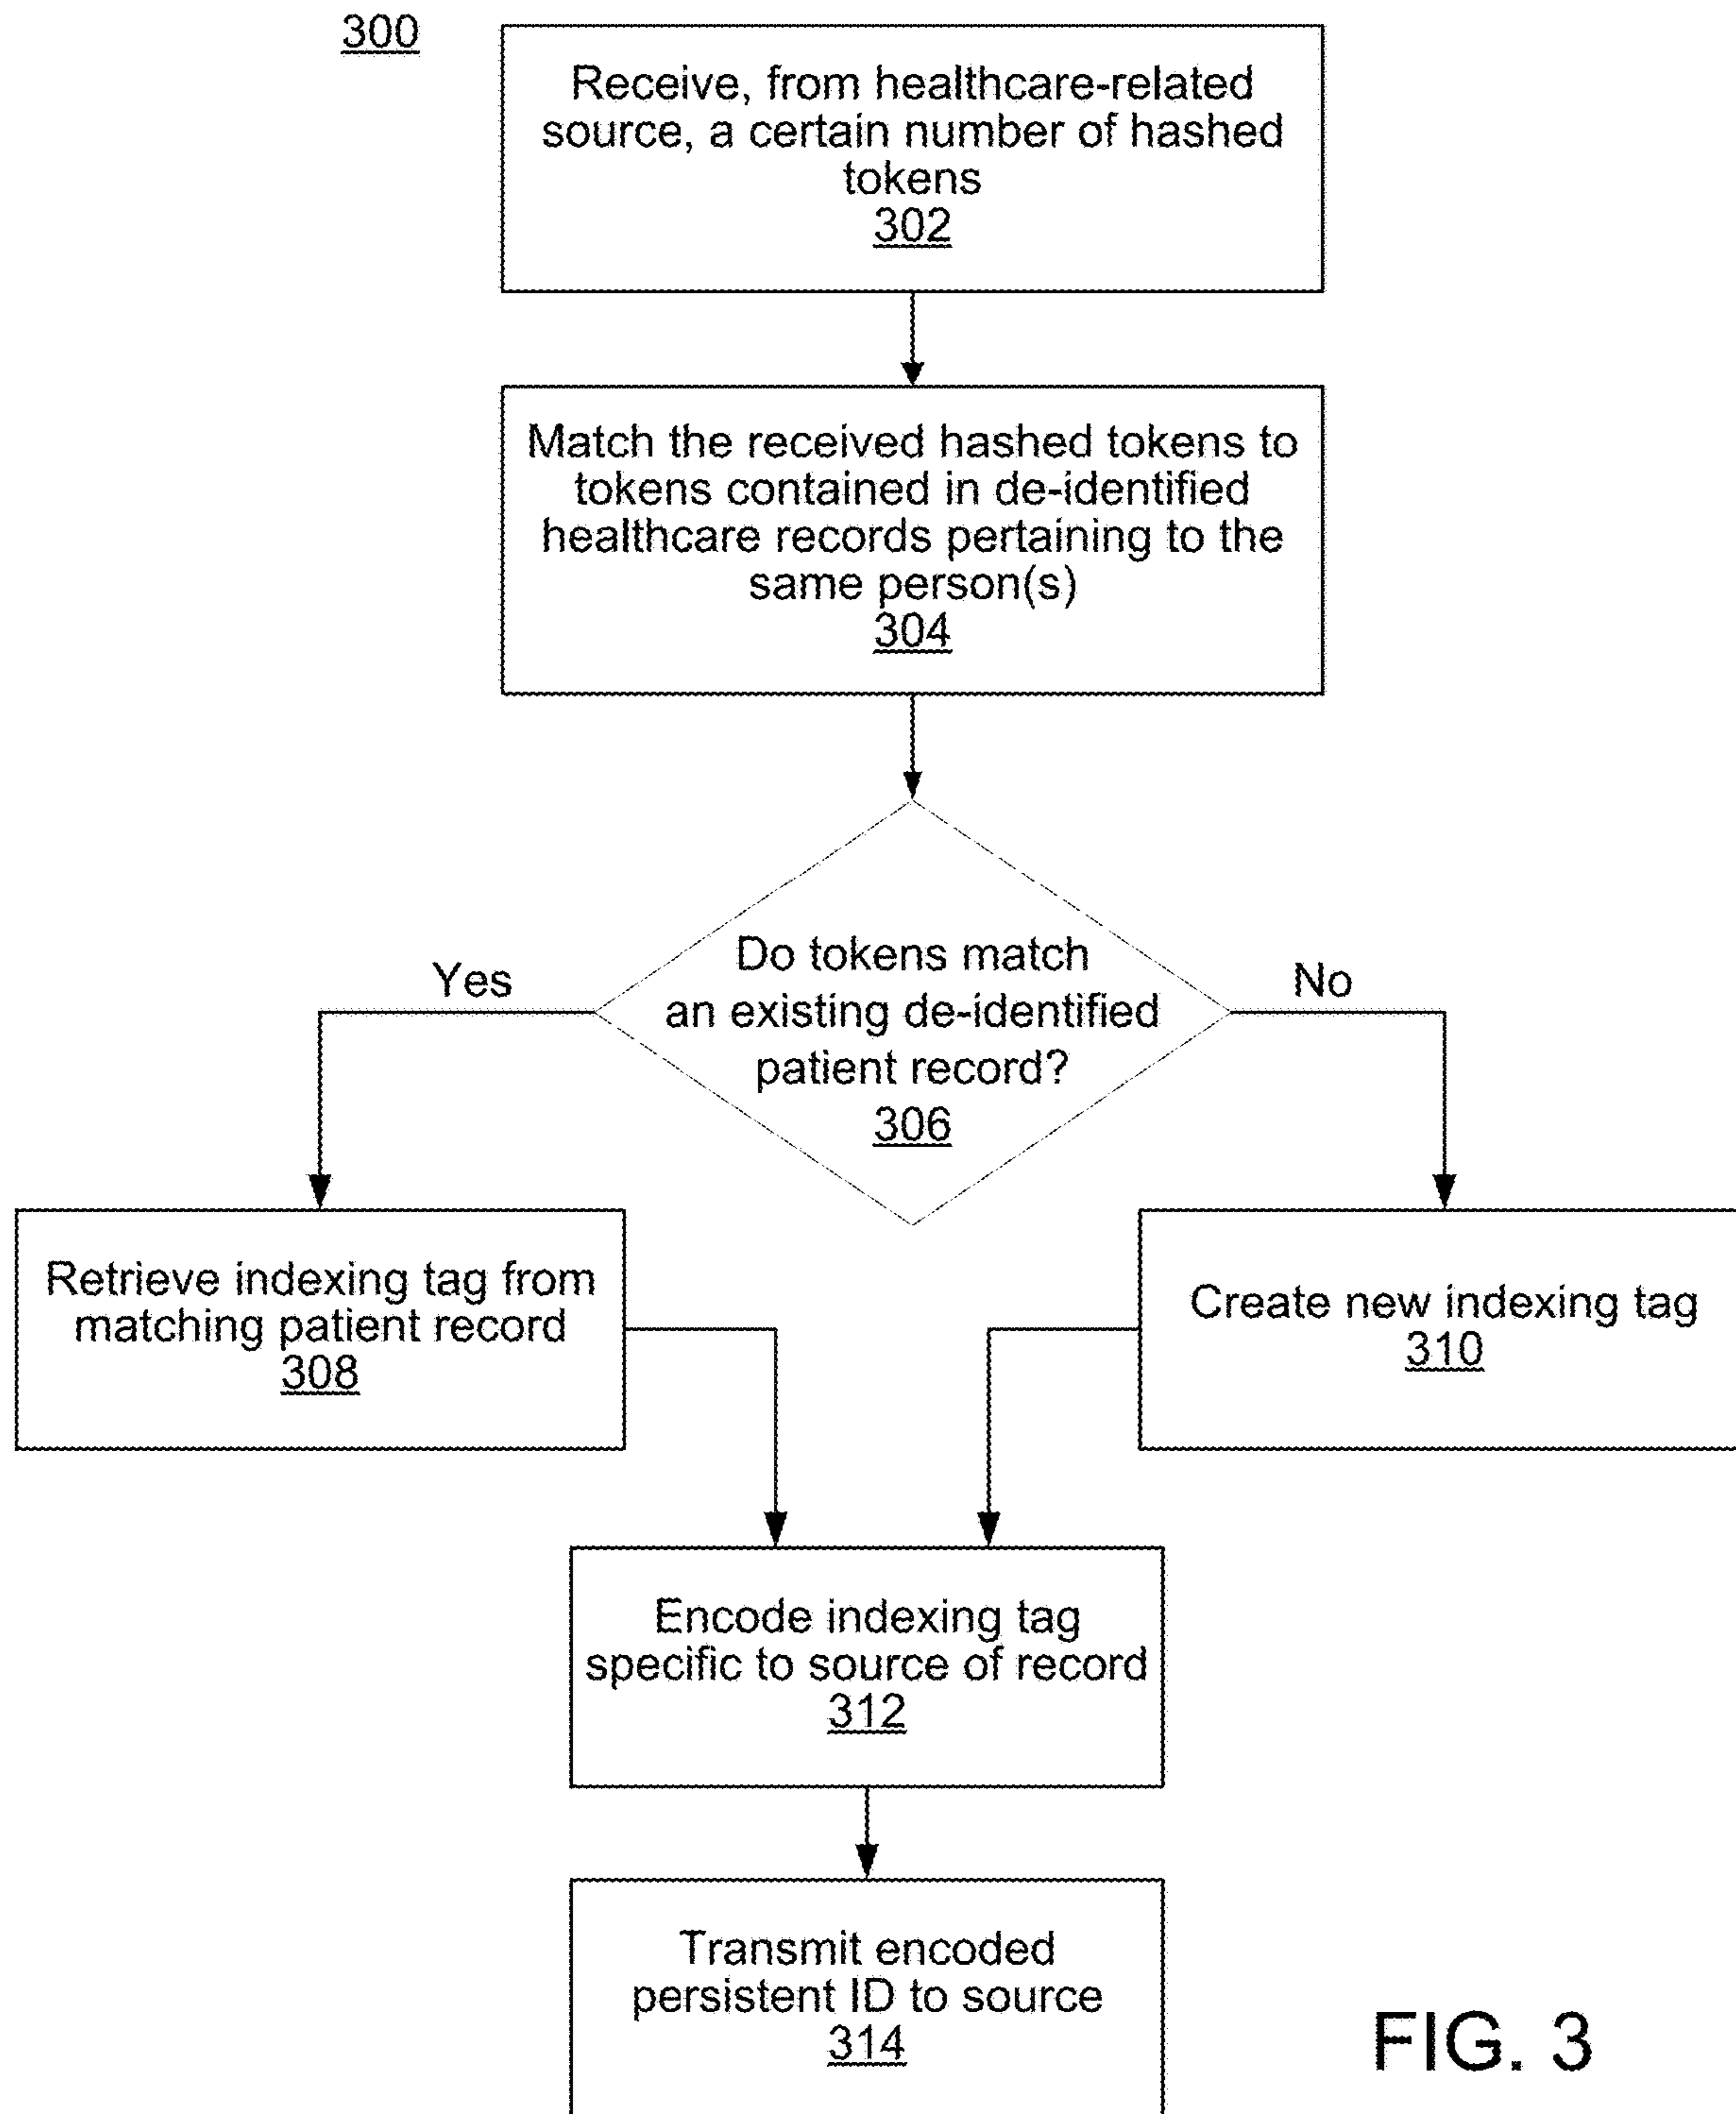 300
Receive, from healthcare-related
source, a certain number of hashed
tokens
302
Match the received hashed tokens to
tokens contained in de-identified
healthcare records pertaining to the
same person(s)
304
Do tokens match
an existing de-identified
patient record?
306
Yes
No
Retrieve indexing tag from
matching patient record
308
Create new indexing tag
310
Encode indexing tag
specific to source of record
312
Transmit encoded
persistent ID to source
314
FIG. 3